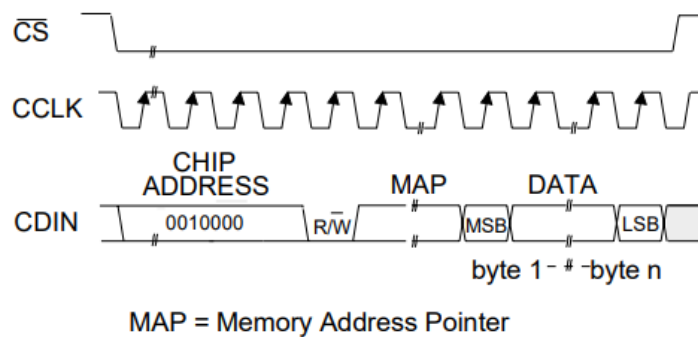 CS
CCLK
CHIP
ADDRESS MAP DATA
CDIN 0010000 R/W MSB LSB
byte 1 - - byte n
MAP = Memory Address Pointer